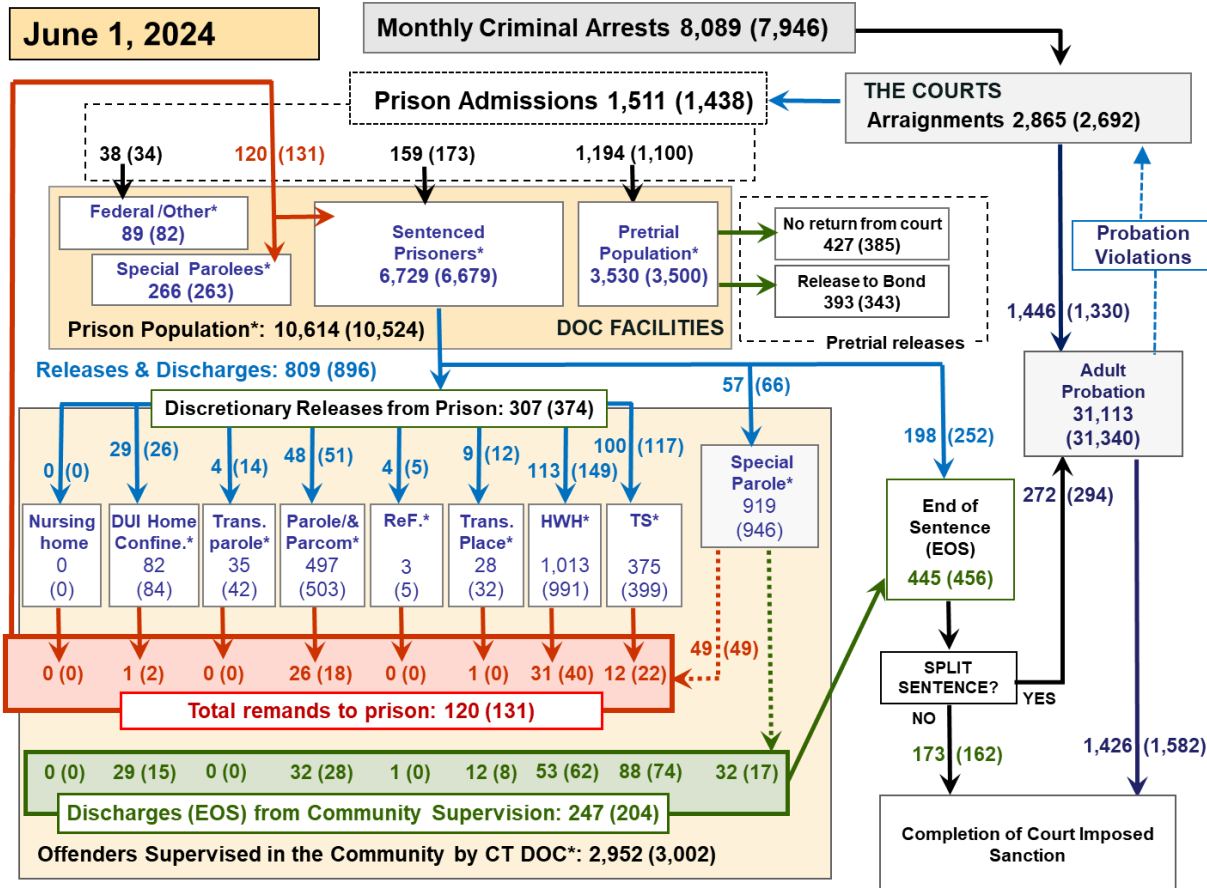 June 1, 2024
Monthly Criminal Arrests 8,089 (7,946)
Prison Admissions 1,511 (1,438)
THE COURTS
Arraignments 2,865 (2,692)
38 (34)
120 (131)
159 (173)
1,194 (1,100)
Federal /Other*
89 (82)
Special Parolees*
266 (263)
Sentenced
Prisoners*
6,729 (6,679)
Pretrial
Population*
3,530 (3,500)
No return from court
427 (385)
Release to Bond
393 (343)
Pretrial releases
Probation
Violations
Prison Population*: 10,614 (10,524)
DOC FACILITIES
1,446 (1,330)
Adult
Probation
31,113
(31,340)
Releases & Discharges: 809 (896)
57 (66)
Discretionary Releases from Prison: 307 (374)
198 (252)
0 (0)
29 (26)
4 (14)
48 (51)
4 (5)
9 (12)
113 (149)
100 (117)
Nursing
home
0
(0)
DUI Home
Confine.*
82
(84)
Trans.
parole*
35
(42)
Parole/&
Parcom*
497
(503)
ReF.*
3
(5)
Trans.
Place*
28
(32)
HWH*
1,013
(991)
TS*
375
(399)
Special
Parole*
919
(946)
272 (294)
End of
Sentence
(EOS)
445 (456)
49 (49)
0 (0)
1 (2)
0 (0)
26 (18)
0 (0)
1 (0)
31 (40)
12 (22)
Total remands to prison: 120 (131)
SPLIT
SENTENCE?
YES
NO
173 (162)
1,426 (1,582)
0 (0)
29 (15)
0 (0)
32 (28)
1 (0)
12 (8)
53 (62)
88 (74)
32 (17)
Discharges (EOS) from Community Supervision: 247 (204)
Offenders Supervised in the Community by CT DOC*: 2,952 (3,002)
Completion of Court Imposed
Sanction